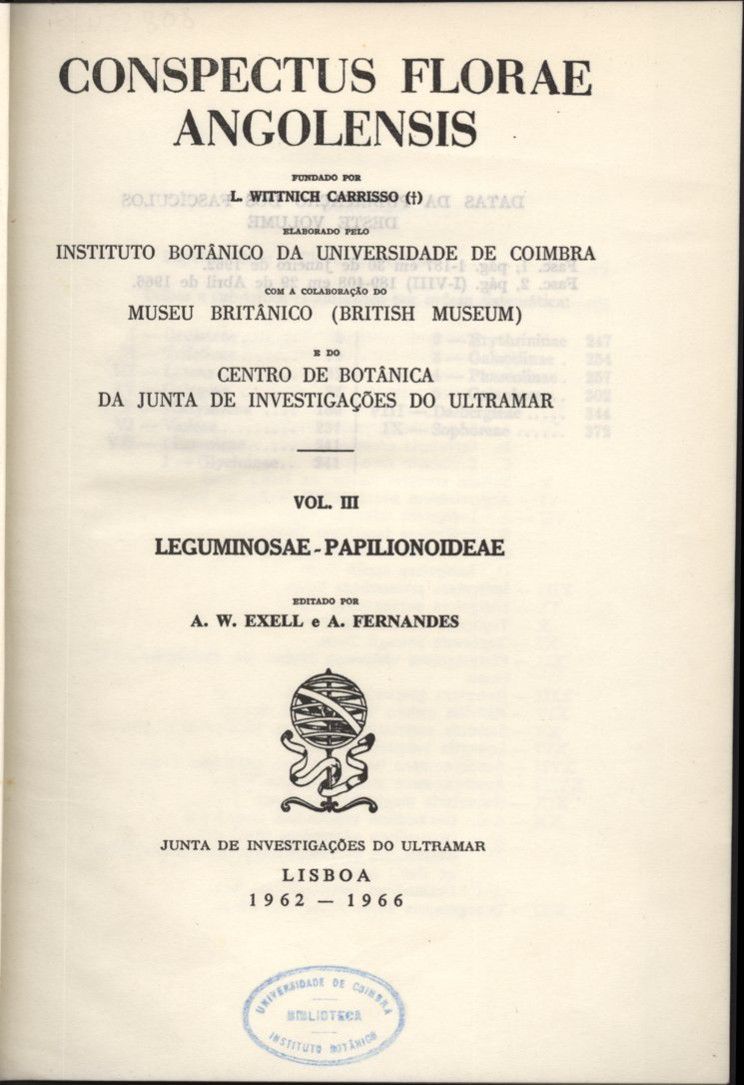 CONSPECTUS FLORAE
ANGOLENSIS
FUNDADO POR
L. WITTNICH CARRISSO (†)
ELABORADO PELO
INSTITUTO BOTÂNICO DA UNIVERSIDADE DE COIMBRA
COM A COLABORAÇÃO DO
MUSEU BRITÂNICO (BRITISH MUSEUM)
E DO
CENTRO DE BOTÂNICA
DA JUNTA DE INVESTIGAÇÕES DO ULTRAMAR
VOL. III
LEGUMINOSAE-PAPILIONOIDEAE
EDITADO POR
A. W. EXELL e A. FERNANDES
JUNTA DE INVESTIGAÇÕES DO ULTRAMAR
LISBOA
1962 — 1966
UNIVERSIDADE DE COIMBRA
BIBLIOTECA
INSTITUTO BOTÂNICO